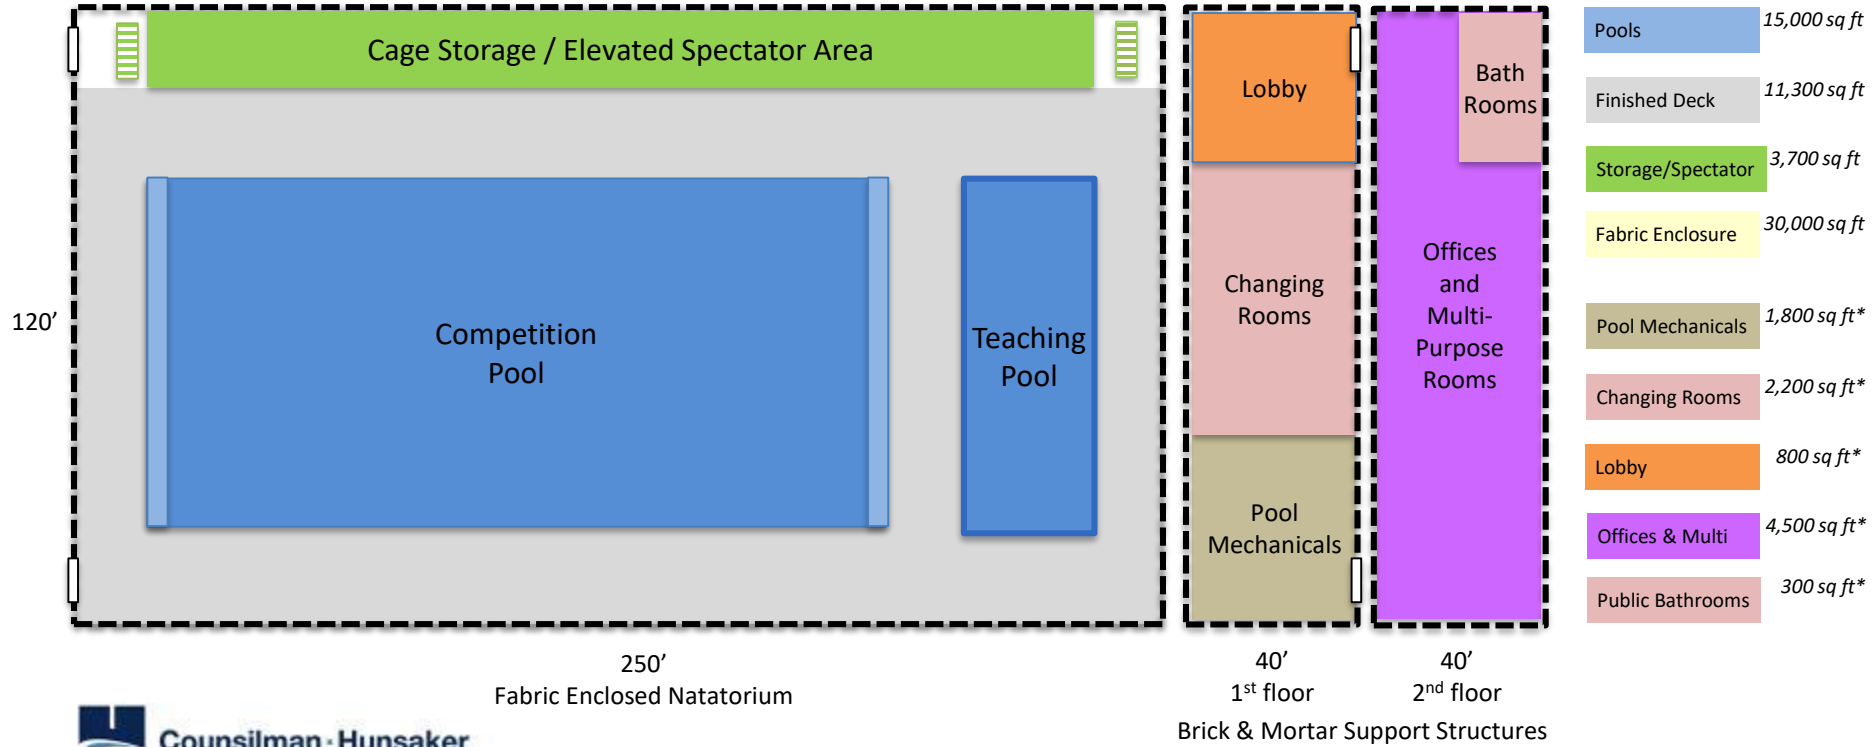 Cage Storage / Elevated Spectator Area
Competition
Pool
Teaching
Pool
120’
250’
Fabric Enclosed Natatorium
Lobby
Changing
Rooms
Pool
Mechanicals
40’
1st floor
Bath
Rooms
Offices
and
Multi-
Purpose
Rooms
40’
2nd floor
Brick & Mortar Support Structures
Pools 15,000 sq ft
Finished Deck 11,300 sq ft
Storage/Spectator 3,700 sq ft
Fabric Enclosure 30,000 sq ft
Pool Mechanicals 1,800 sq ft*
Changing Rooms 2,200 sq ft*
Lobby 800 sq ft*
Offices & Multi 4,500 sq ft*
Public Bathrooms 300 sq ft*
Counsilman · Hunsaker